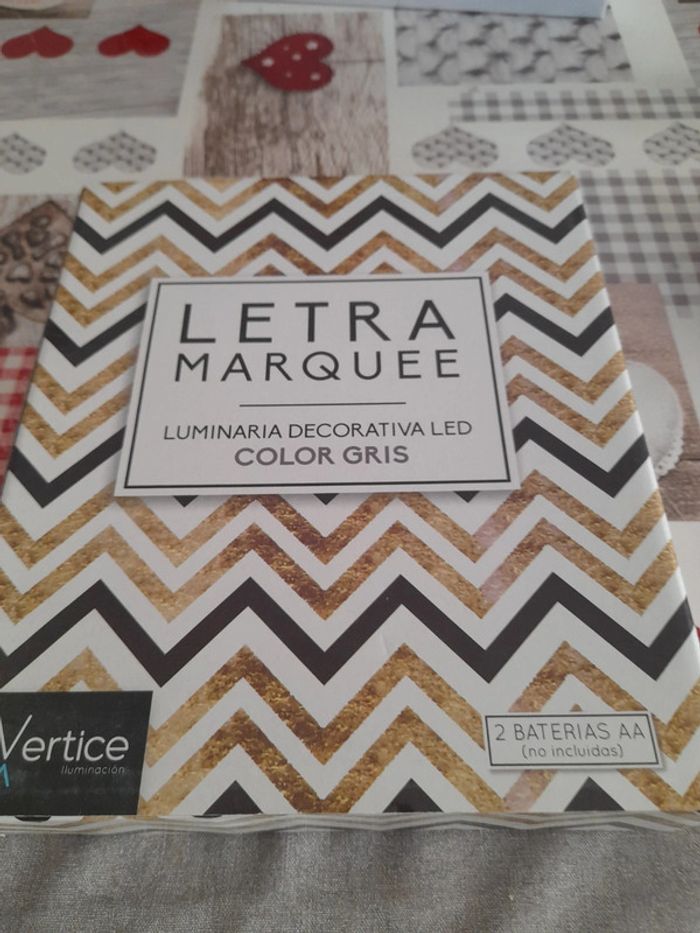 LETRA
MARQUEE
LUMINARIA DECORATIVA LED
COLOR GRIS
Vertice
Iluminación
2 BATERIAS AA
(no incluidas)